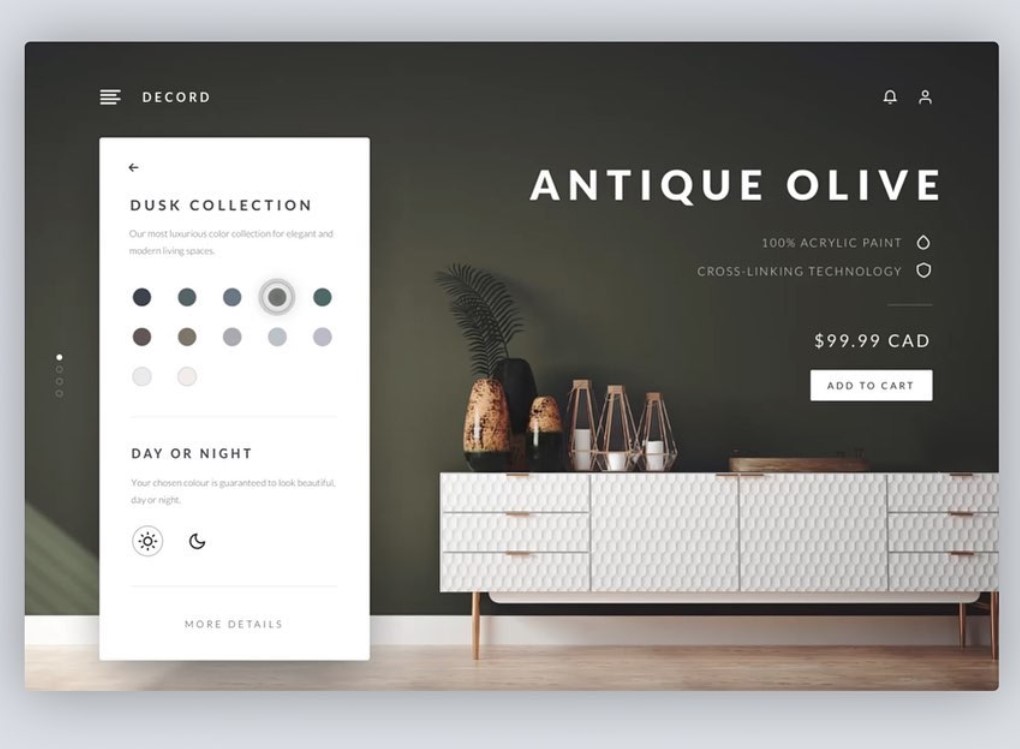 DECORD
DUSK COLLECTION
Our most luxurious color collection for elegant and
modern living spaces.
DAY OR NIGHT
Your chosen colour is guaranteed to look beautiful,
day or night.
MORE DETAILS
ANTIQUE OLIVE
100% ACRYLIC PAINT
CROSS-LINKING TECHNOLOGY
$99.99 CAD
ADD TO CART